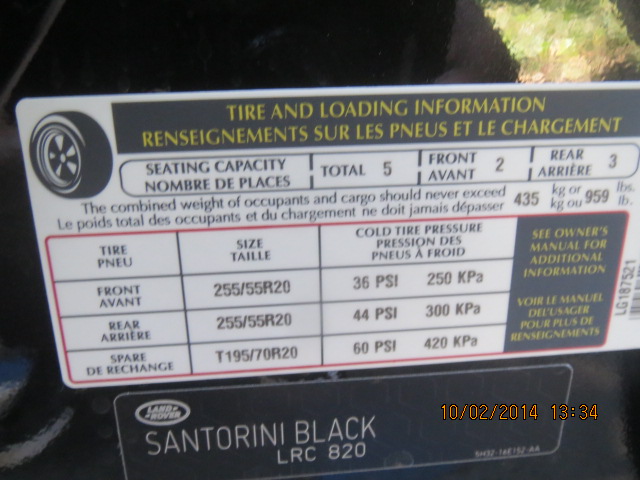 TIRE AND LOADING INFORMATION
RENSEIGNEMENTS SUR LES PNEUS ET LE CHARGEMENT
SEATING CAPACITY
NOMBRE DE PLACES
TOTAL 5
FRONT
AVANT
2
REAR
ARRIÈRE
3
The combined weight of occupants and cargo should never exceed
Le poids total des occupants et du chargement ne doit jamais dépasser
435
kg or
kg ou
959
lbs.
lb.
TIRE
PNEU
SIZE
TAILLE
COLD TIRE PRESSURE
PRESSION DES
PNEUS À FROID
FRONT
AVANT
255/55R20
36 PSI 250 KPa
REAR
ARRIÈRE
255/55R20
44 PSI 300 KPa
SPARE
DE RECHANGE
T195/70R20
60 PSI 420 KPa
SEE OWNER'S
MANUAL FOR
ADDITIONAL
INFORMATION
VOIR LE MANUEL
DEL'USAGER
POUR PLUS DE
RENSEIGNEMENTS
LG187521
LAND ROVER
SANTORINI BLACK
LRC 820
10/02/2014 13:34